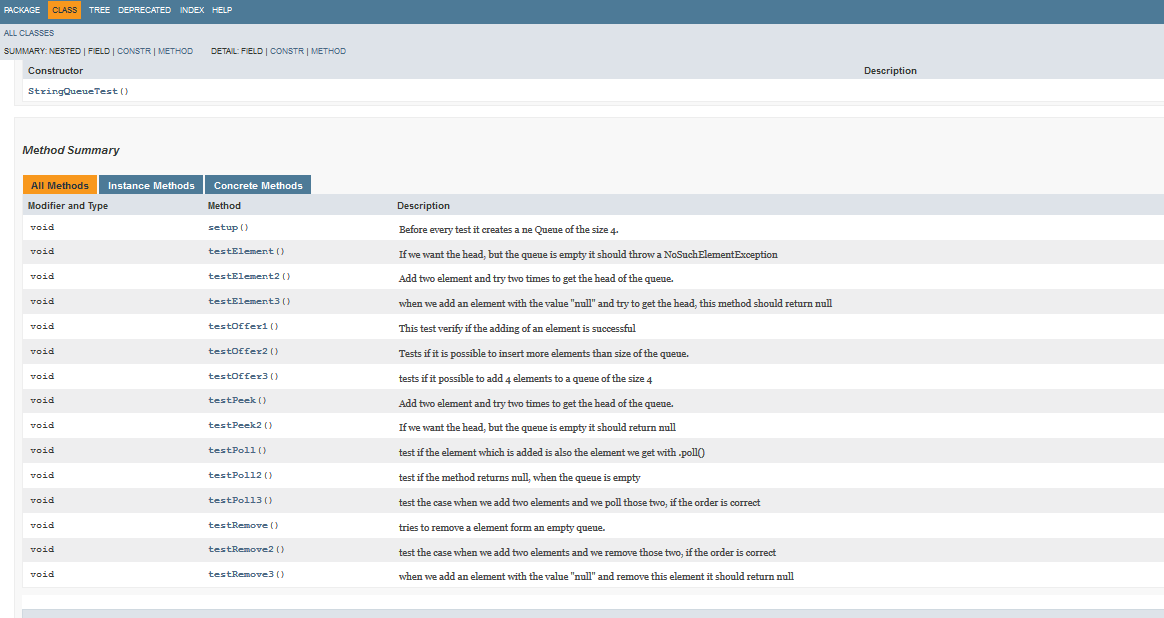 PACKAGE CLASS TREE DEPRECATED INDEX HELP
ALL CLASSES
SUMMARY: NESTED | FIELD | CONSTR | METHOD DETAIL: FIELD | CONSTR | METHOD
Constructor Description
StringQueueTest()
Method Summary
All Methods Instance Methods Concrete Methods
Modifier and Type Method Description
void setup() Before every test it creates a ne Queue of the size 4.
void testElement() If we want the head, but the queue is empty it should throw a NoSuchElementException
void testElement2() Add two element and try two times to get the head of the queue.
void testElement3() when we add an element with the value "null" and try to get the head, this method should return null
void testOffer1() This test verify if the adding of an element is successful
void testOffer2() Tests if it is possible to insert more elements than size of the queue.
void testOffer3() tests if it possible to add 4 elements to a queue of the size 4
void testPeek() Add two element and try two times to get the head of the queue.
void testPeek2() If we want the head, but the queue is empty it should return null
void testPoll() test if the element which is added is also the element we get with .poll()
void testPoll2() test if the method returns null, when the queue is empty
void testPoll3() test the case when we add two elements and we poll those two, if the order is correct
void testRemove() tries to remove a element form an empty queue.
void testRemove2() test the case when we add two elements and we remove those two, if the order is correct
void testRemove3() when we add an element with the value "null" and remove this element it should return null